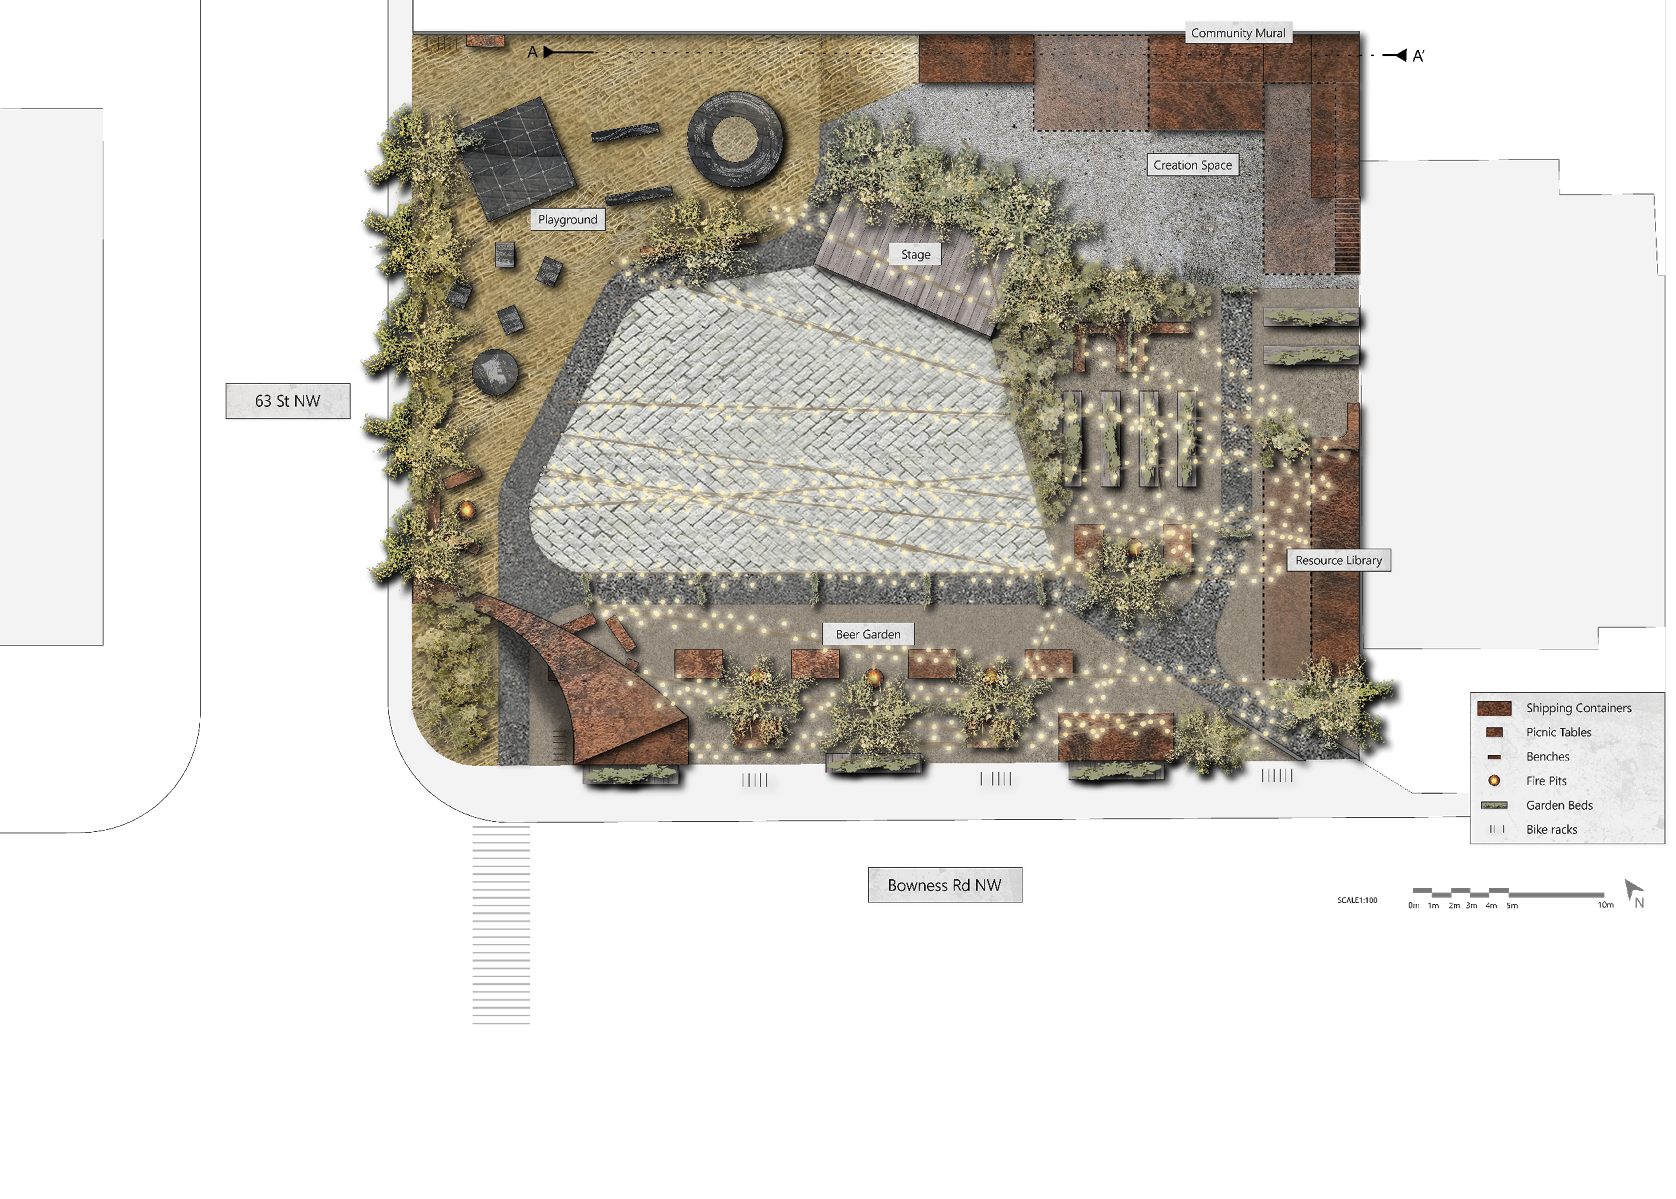 Community Mural
A
A'
Creation Space
Playground
Stage
63 St NW
Resource Library
Beer Garden
Shipping Containers
Picnic Tables
Benches
Fire Pits
Garden Beds
Bike racks
Bowness Rd NW
SCALE1:100
0m 1m 2m 3m 4m 5m 10m
N